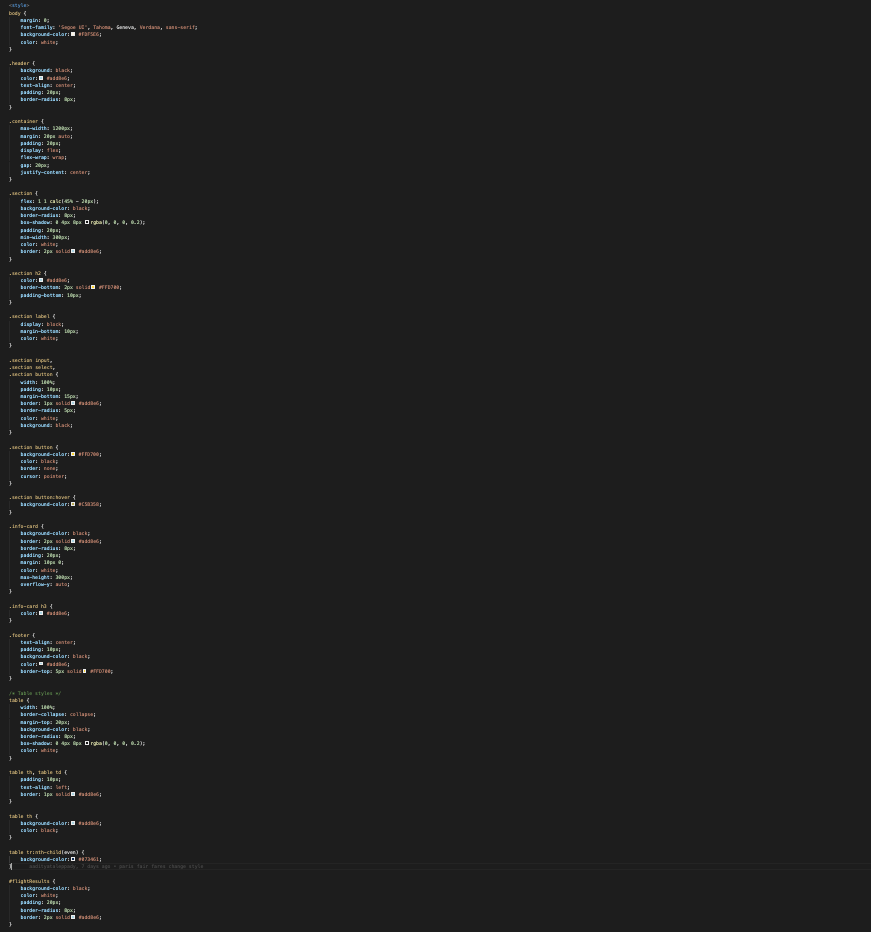 <style>
body {
margin: 0;
font-family: 'Segoe UI', Tahoma, Geneva, Verdana, sans-serif;
background-color:
color: white;
}
.header {
background: black;
color: #add8e6;
text-align: center;
padding: 20px;
border-radius: 8px;
}
.container {
max-width: 1200px;
margin: 20px auto;
padding: 20px;
display: flex;
flex-wrap: wrap;
gap: 20px;
justify-content: center;
}
.section {
flex: 1 1 calc(45% - 20px);
background-color: black;
border-radius: 8px;
box-shadow: 0 4px 8px rgba(0, 0, 0, 0.2);
padding: 20px;
min-width: 300px;
color: white;
border: 2px solid #add8e6;
}
.section h2 {
color: #add8e6;
border-bottom: 2px solid #FFD700;
padding-bottom: 10px;
}
.section label {
display: block;
margin-bottom: 10px;
color: white;
}
.section input,
.section select,
.section button {
width: 100%;
padding: 10px;
margin-bottom: 15px;
border: 1px solid #add8e6;
border-radius: 5px;
color: white;
background: black;
}
.section button {
background-color: #FFD700;
color: black;
border: none;
cursor: pointer;
}
.section button:hover {
background-color:
}
.info-card {
background-color: black;
border: 2px solid #add8e6;
border-radius: 8px;
padding: 20px;
margin: 10px 0;
color: white;
max-height: 300px;
overflow-y: auto;
}
.info-card h3 {
color: #add8e6;
}
.footer {
text-align: center;
padding: 10px;
background-color: black;
color: #add8e6;
border-top: 5px solid #FFD700;
}
/* Table styles */
table {
width: 100%;
border-collapse: collapse;
margin-top: 20px;
background-color: black;
border-radius: 8px;
box-shadow: 0 4px 8px rgba(0, 0, 0, 0.2);
color: white;
}
table th, table td {
padding: 10px;
text-align: left;
border: 1px solid #add8e6;
}
table th {
background-color: #add8e6;
color: black;
}
table tr:nth-child(even) {
background-color: #073461;
} days ago
#flightResults {
background-color: black;
color: white;
padding: 20px;
border-radius: 8px;
border: 2px solid #add8e6;
}